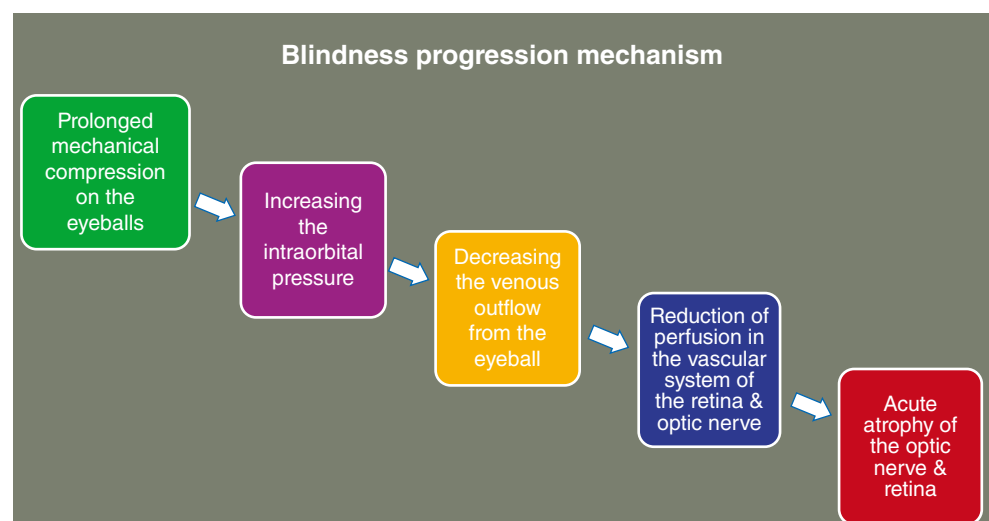 Blindness progression mechanism
Prolonged
mechanical
compression
on the
eyeballs
Increasing
the
intraorbital
pressure
Decreasing
the venous
outflow
from the
eyeball
Reduction of
perfusion in
the vascular
system of
the retina &
optic nerve
Acute
atrophy of
the optic
nerve &
retina